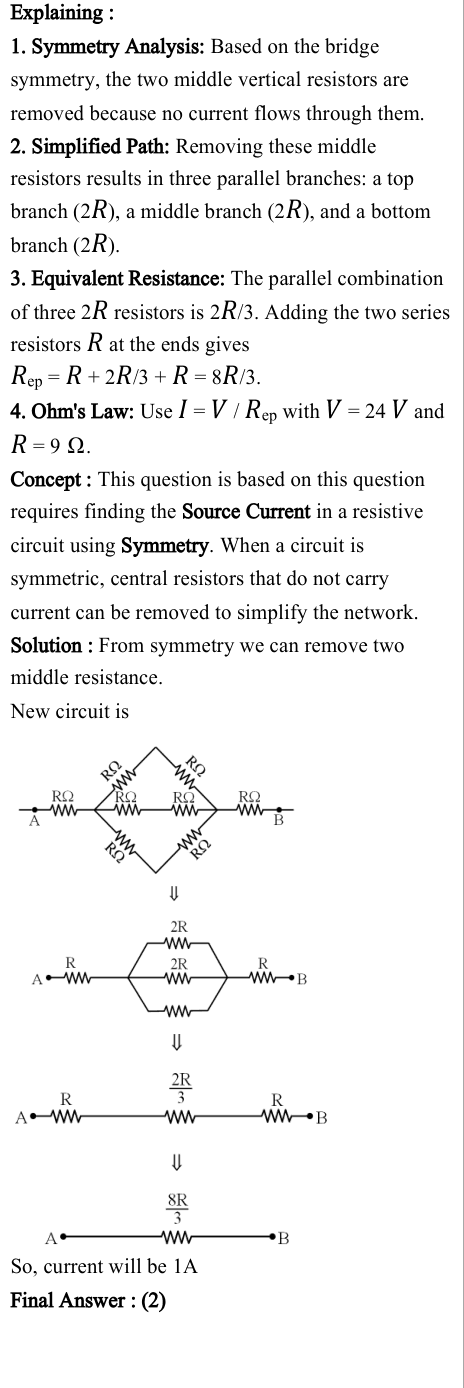 Explaining :
1. Symmetry Analysis: Based on the bridge
symmetry, the two middle vertical resistors are
removed because no current flows through them.
2. Simplified Path: Removing these middle
resistors results in three parallel branches: a top
branch (2R), a middle branch (2R), and a bottom
branch (2R).
3. Equivalent Resistance: The parallel combination
of three 2R resistors is 2R/3. Adding the two series
resistors R at the ends gives
Rep = R + 2R/3 + R = 8R/3.
4. Ohm's Law: Use I = V / Rep with V = 24 V and
R = 9 Ω.
Concept : This question is based on this question
requires finding the Source Current in a resistive
circuit using Symmetry. When a circuit is
symmetric, central resistors that do not carry
current can be removed to simplify the network.
Solution : From symmetry we can remove two
middle resistance.
New circuit is
RΩ RΩ
RΩ RΩ RΩ RΩ
A B
RΩ RΩ
⇓
2R
R 2R R
A B
⇓
2R
3
R R
A B
⇓
8R
3
A B
So, current will be 1A
Final Answer : (2)